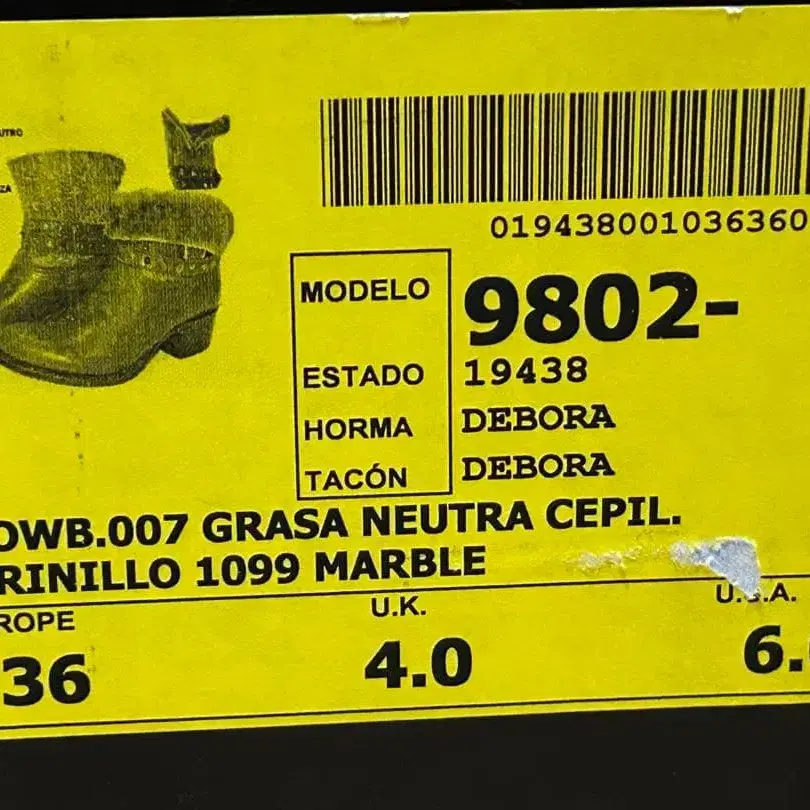 019438001036360
MODELO 9802-
ESTADO 19438
HORMA DEBORA
TACÓN DEBORA
OWB.007 GRASA NEUTRA CEPIL.
RINILLO 1099 MARBLE
ROPE U.K. U.S.A.
36 4.0 6.